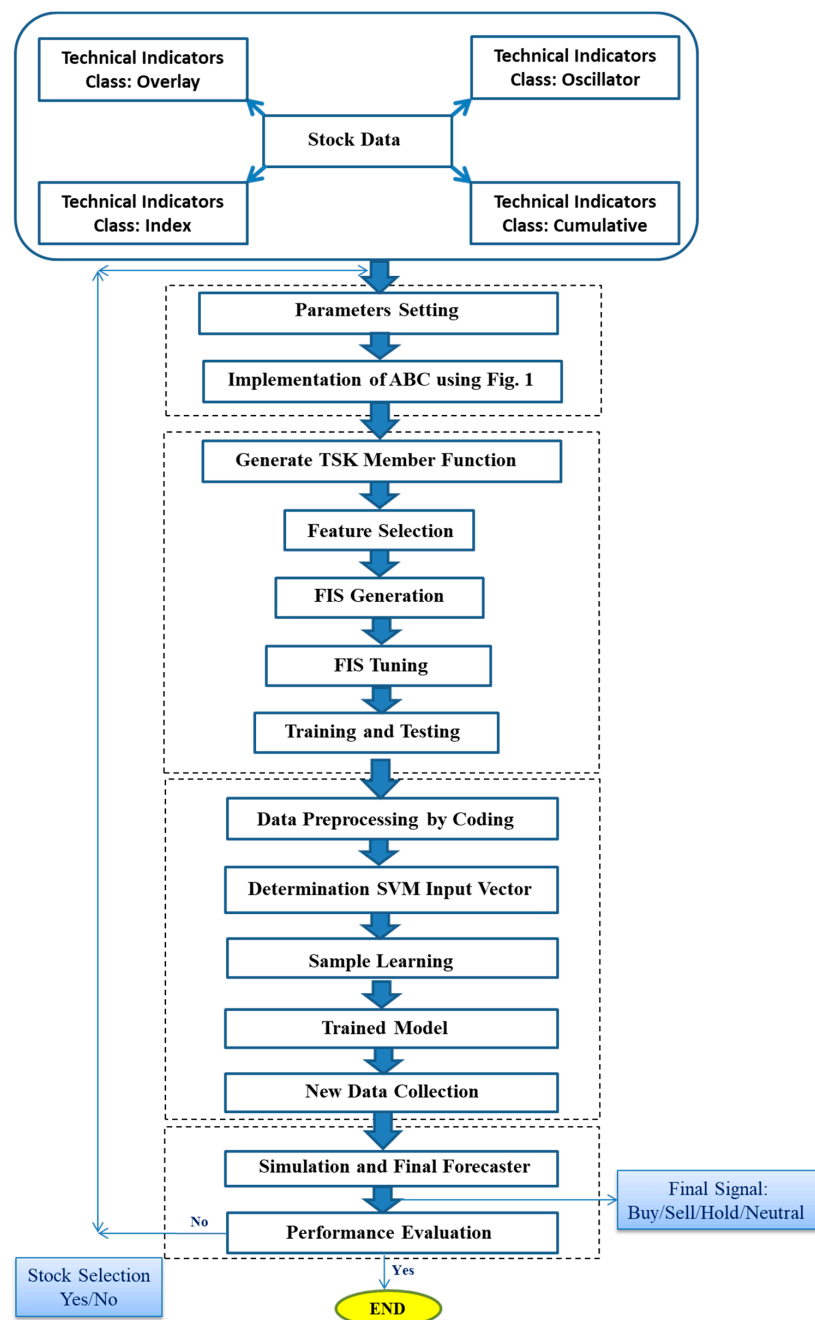 Technical Indicators
Class: Overlay
Technical Indicators
Class: Oscillator
Stock Data
Technical Indicators
Class: Index
Technical Indicators
Class: Cumulative
Parameters Setting
Implementation of ABC using Fig. 1
Generate TSK Member Function
Feature Selection
FIS Generation
FIS Tuning
Training and Testing
Data Preprocessing by Coding
Determination SVM Input Vector
Sample Learning
Trained Model
New Data Collection
Simulation and Final Forecaster
Final Signal:
Buy/Sell/Hold/Neutral
No
Performance Evaluation
Yes
Stock Selection
Yes/No
END